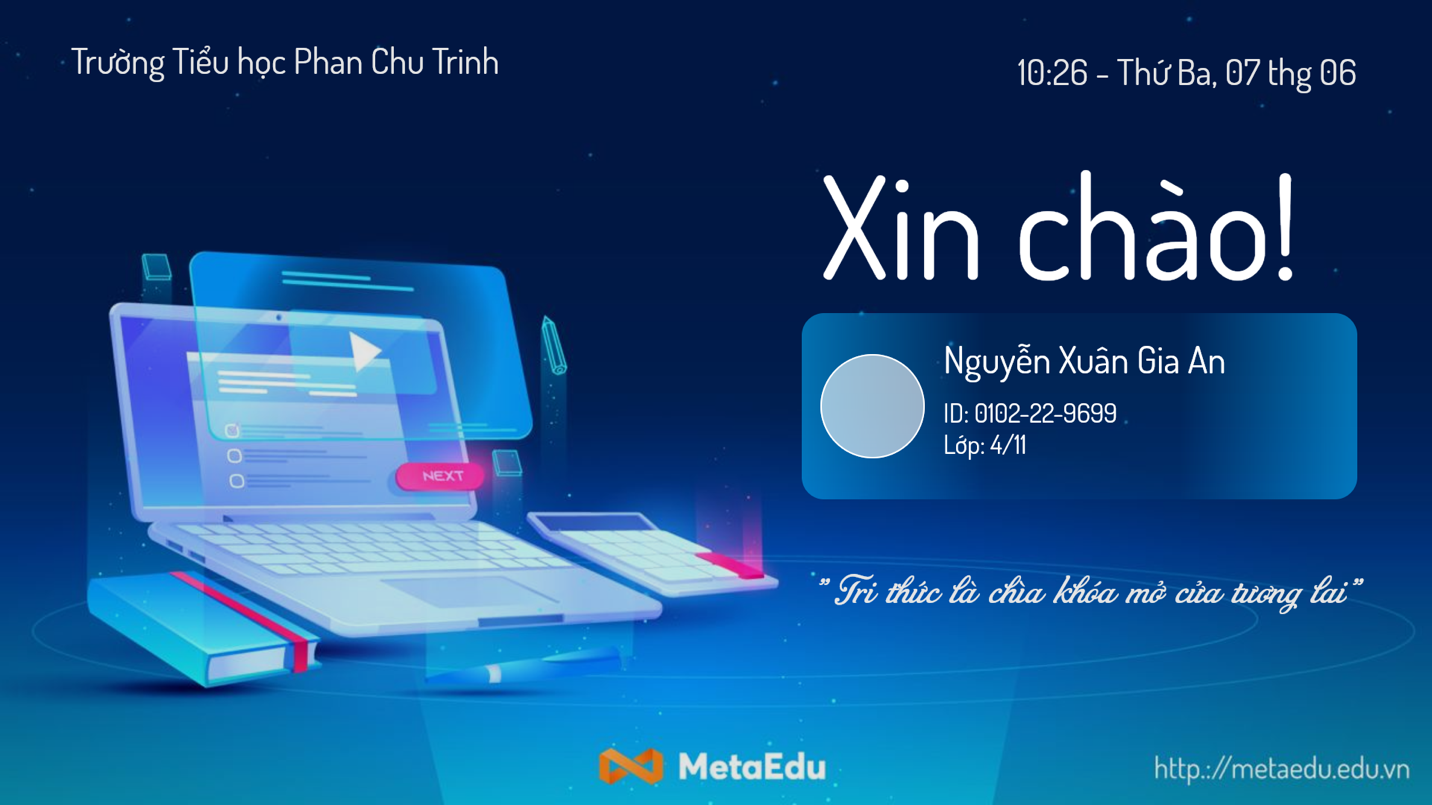 Trường Tiểu học Phan Chu Trinh
10:26 - Thứ Ba, 07 thg 06
Xin chào!
Nguyễn Xuân Gia An
ID: 0102-22-9699
Lớp: 4/11
NEXT
” Tri thức là chìa khóa mở cửa tương lai”
MetaEdu
http://metaedu.edu.vn